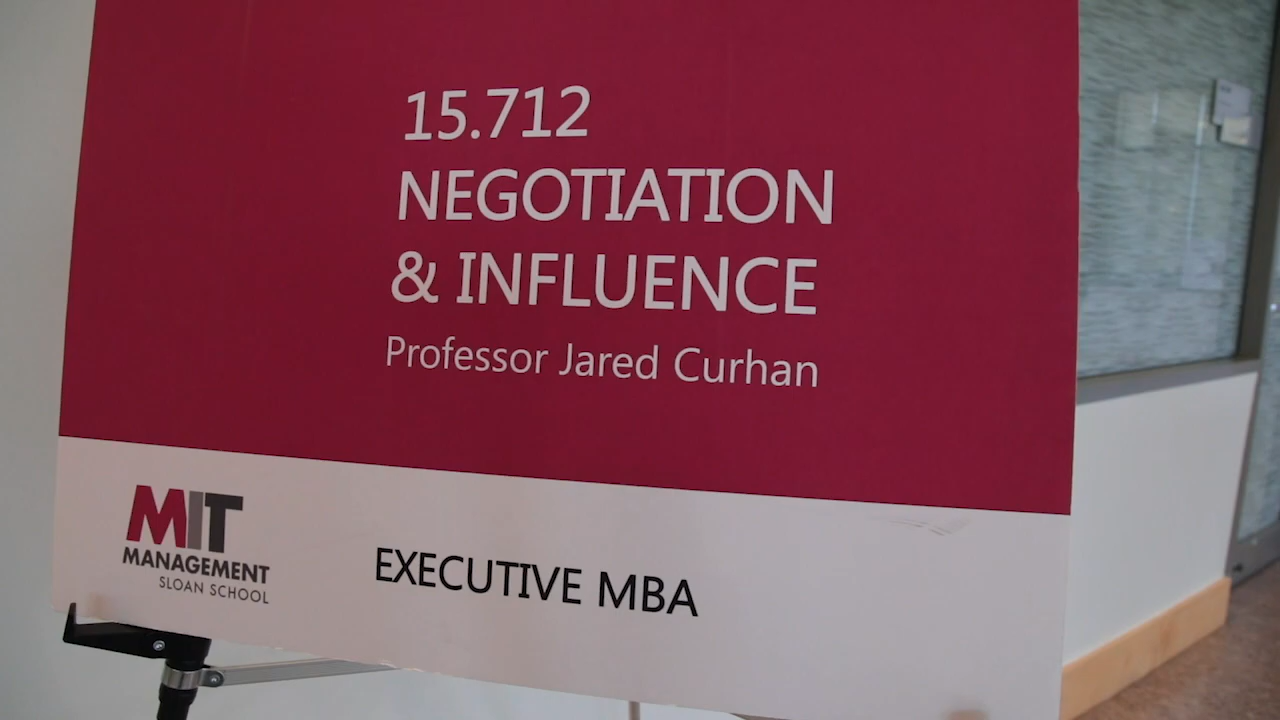 15.712
NEGOTIATION
& INFLUENCE
Professor Jared Curhan
MIT
MANAGEMENT
SLOAN SCHOOL
EXECUTIVE MBA